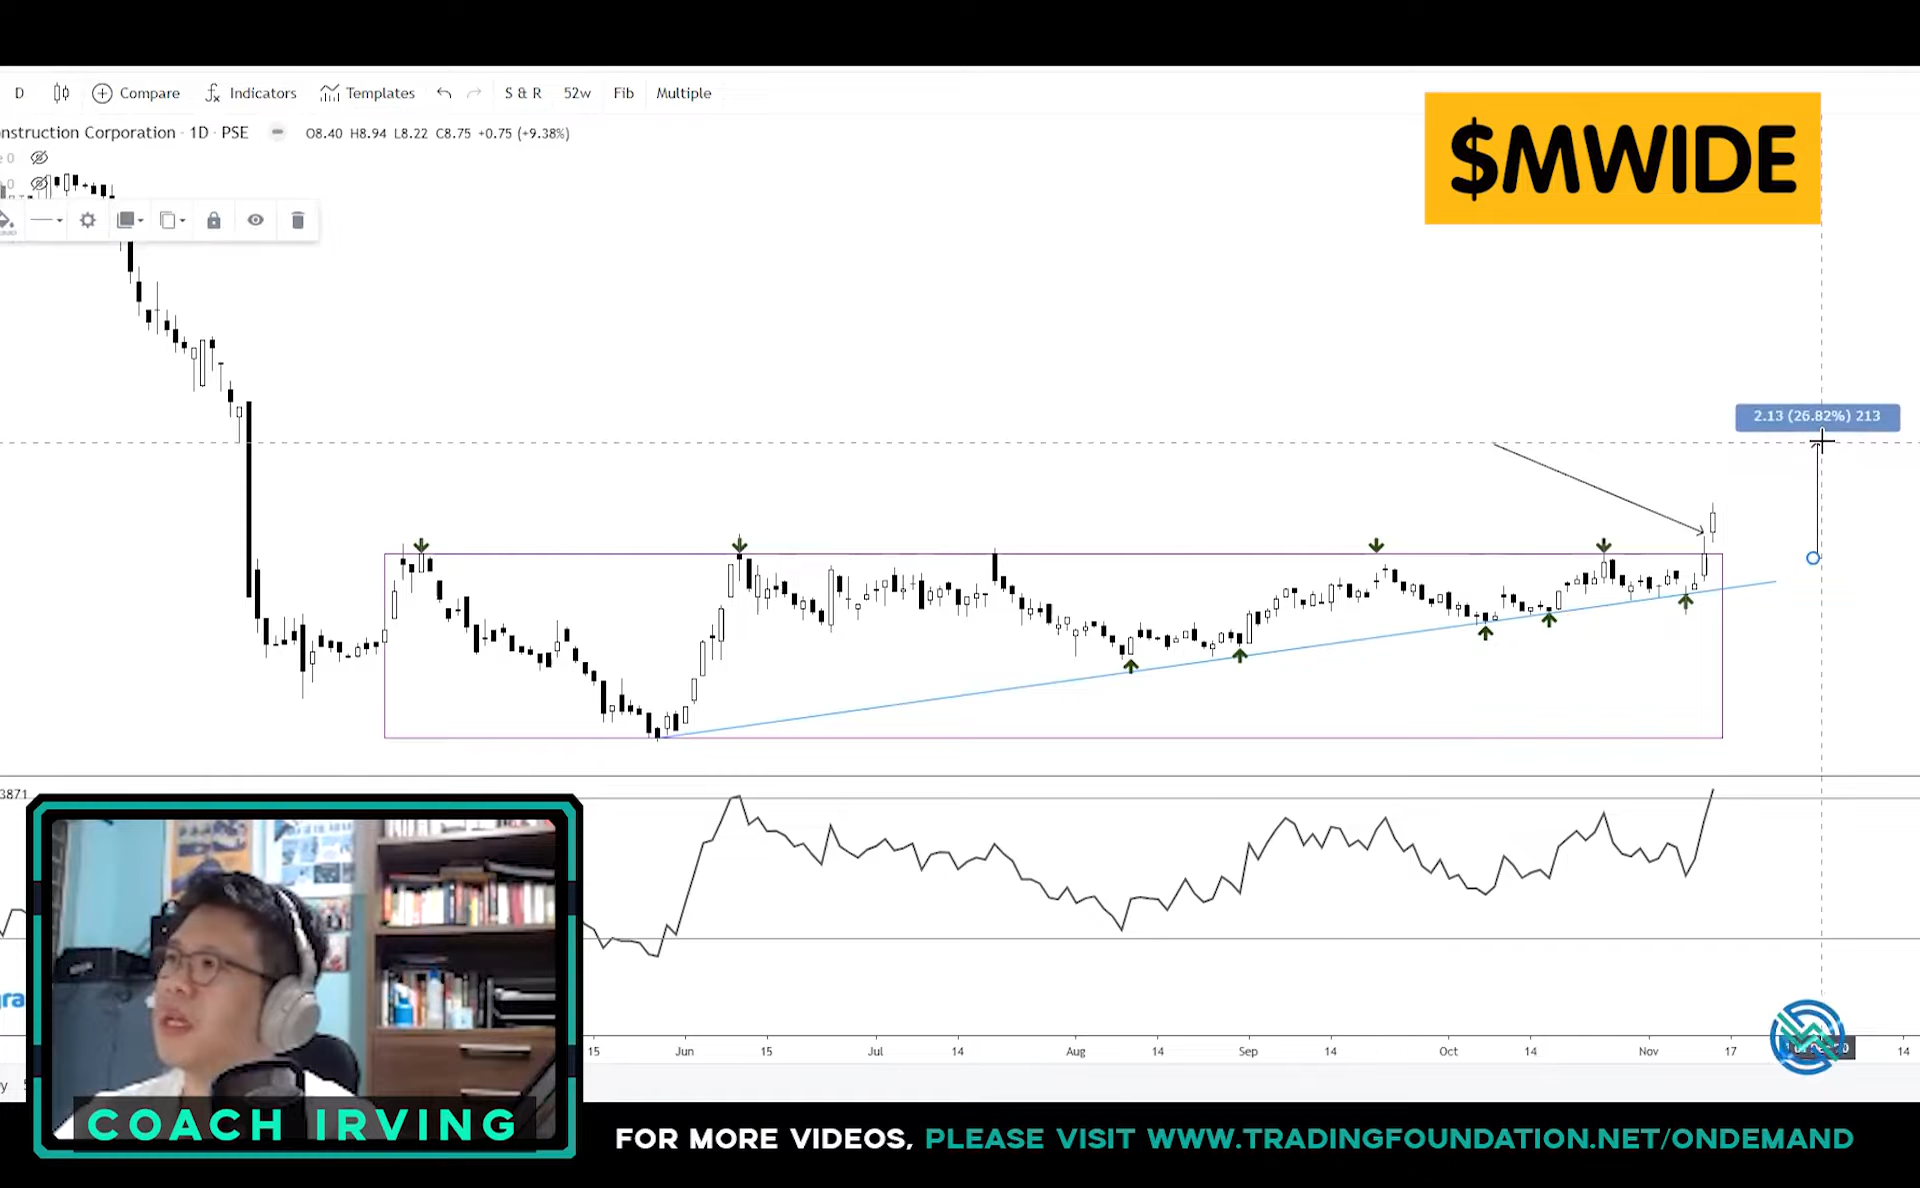 D Compare Indicators Templates S & R 52w Fib Multiple
$MWIDE
nstruction Corporation · 1D · PSE O8.40 H8.94 L8.22 C8.75 +0.75 (+9.38%)
e 0
0
2.13 (26.82%) 213
3871
15 Jun 15 Jul 14 Aug 14 Sep 14 Oct 14 Nov 17 14
COACH IRVING
FOR MORE VIDEOS, PLEASE VISIT WWW.TRADINGFOUNDATION.NET/ONDEMAND